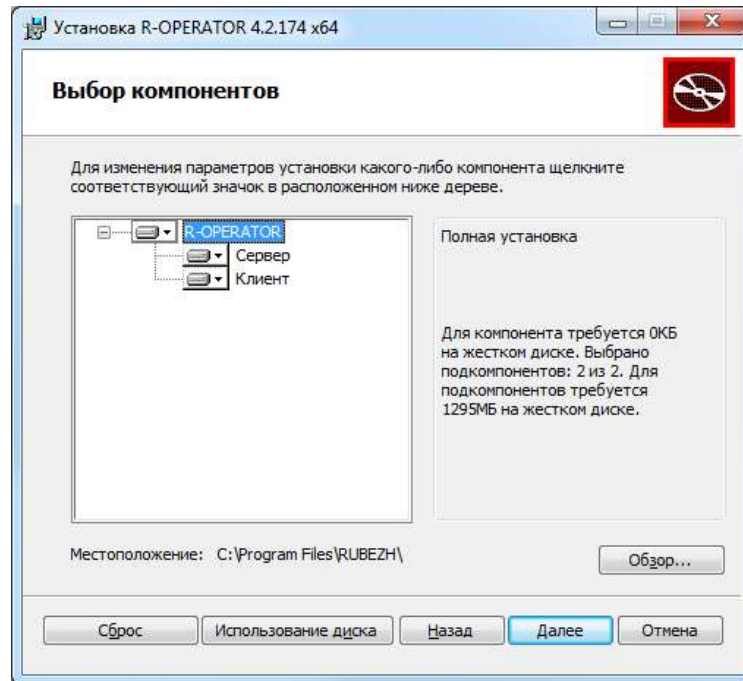 Установка R-OPERATOR 4.2.174 x64
Выбор компонентов
Для изменения параметров установки какого-либо компонента щелкните
соответствующий значок в расположенном ниже дереве.
R-OPERATOR
Сервер
Клиент
Полная установка
Для компонента требуется 0КБ
на жестком диске. Выбрано
подкомпонентов: 2 из 2. Для
подкомпонентов требуется
1295МБ на жестком диске.
Местоположение: C:\Program Files\RUBEZH\
Обзор...
Сброс Использование диска Назад Далее Отмена